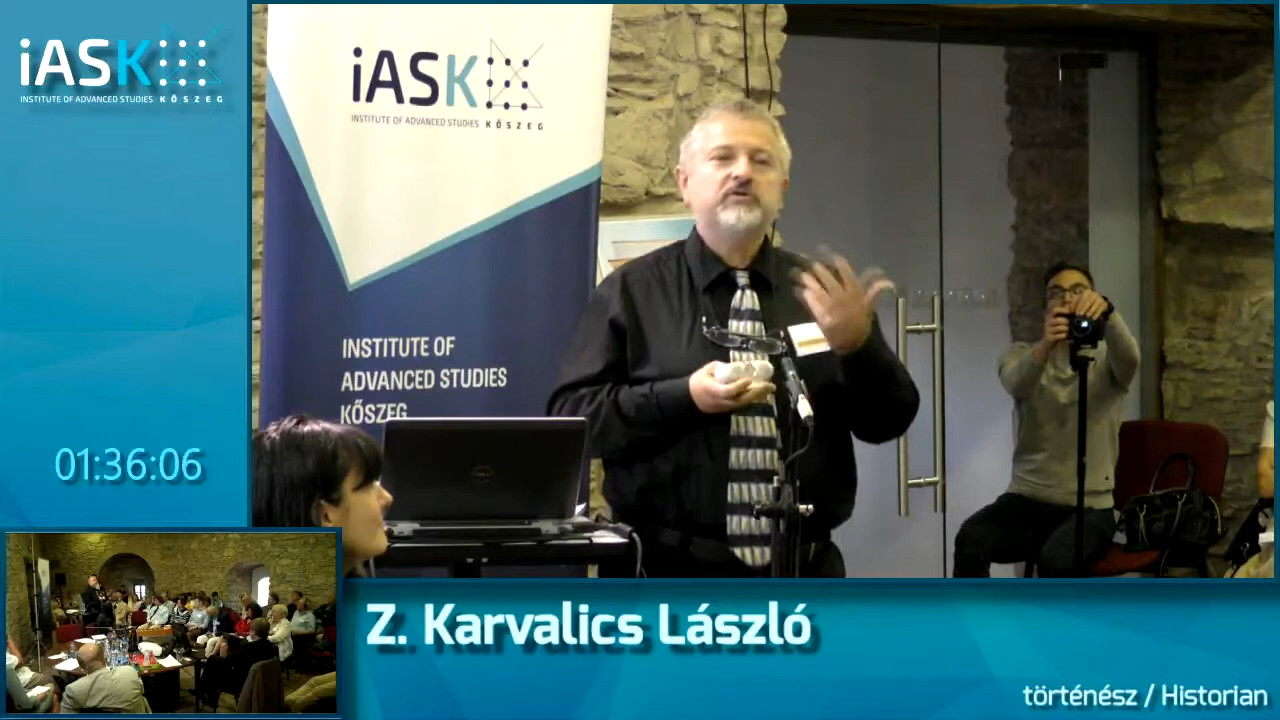 iASK
INSTITUTE OF ADVANCED STUDIES KŐSZEG
iASK
INSTITUTE OF ADVANCED STUDIES KŐSZEG
INSTITUTE OF
ADVANCED STUDIES
KŐSZEG
01:36:06
Z. Karvalics László
történész / Historian